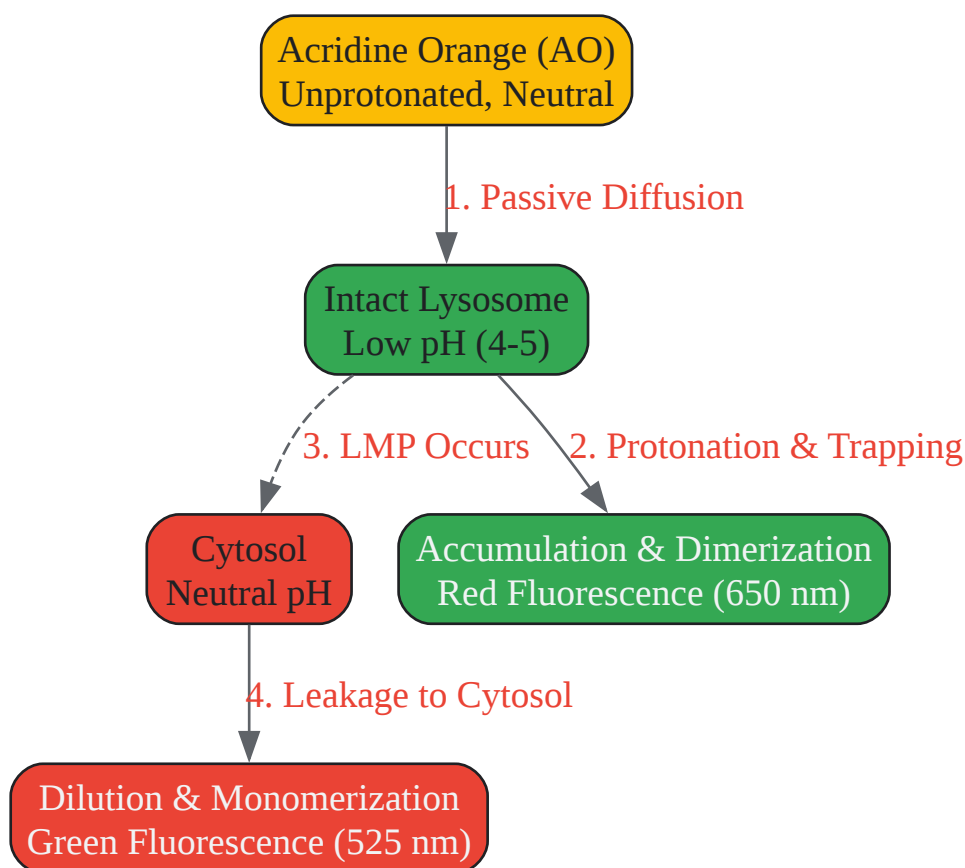 Acridine Orange (AO)
Unprotonated, Neutral
1. Passive Diffusion
Intact Lysosome
Low pH (4-5)
3. LMP Occurs
2. Protonation & Trapping
Cytosol
Neutral pH
Accumulation & Dimerization
Red Fluorescence (650 nm)
4. Leakage to Cytosol
Dilution & Monomerization
Green Fluorescence (525 nm)